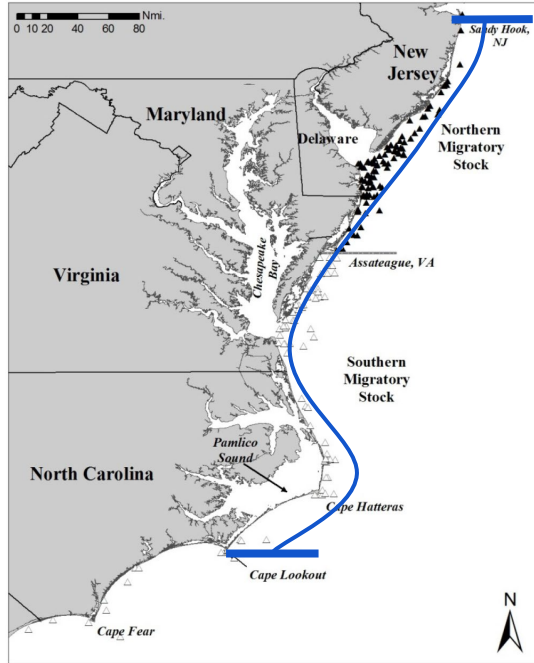 Nmi.
0 10 20 40 60 80
Sandy Hook,
NJ
New
Jersey
Maryland
Delaware
Northern
Migratory
Stock
Chesapeake
Bay
Assateague, VA
Virginia
Southern
Migratory
Stock
Pamlico
Sound
North Carolina
Cape Hatteras
Cape Lookout
Cape Fear
N